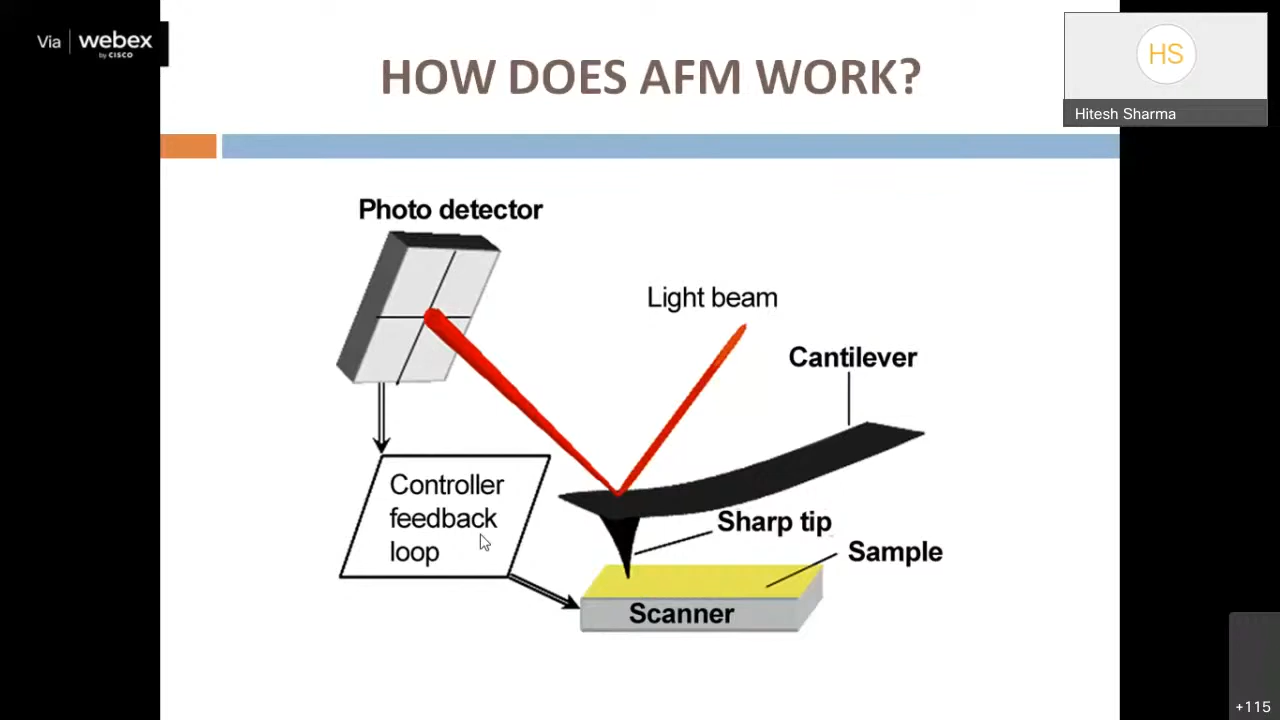 Via webex
by CISCO
HOW DOES AFM WORK?
HS
Hitesh Sharma
Photo detector
Light beam
Cantilever
Controller
feedback
loop
Sharp tip
Sample
Scanner
+115